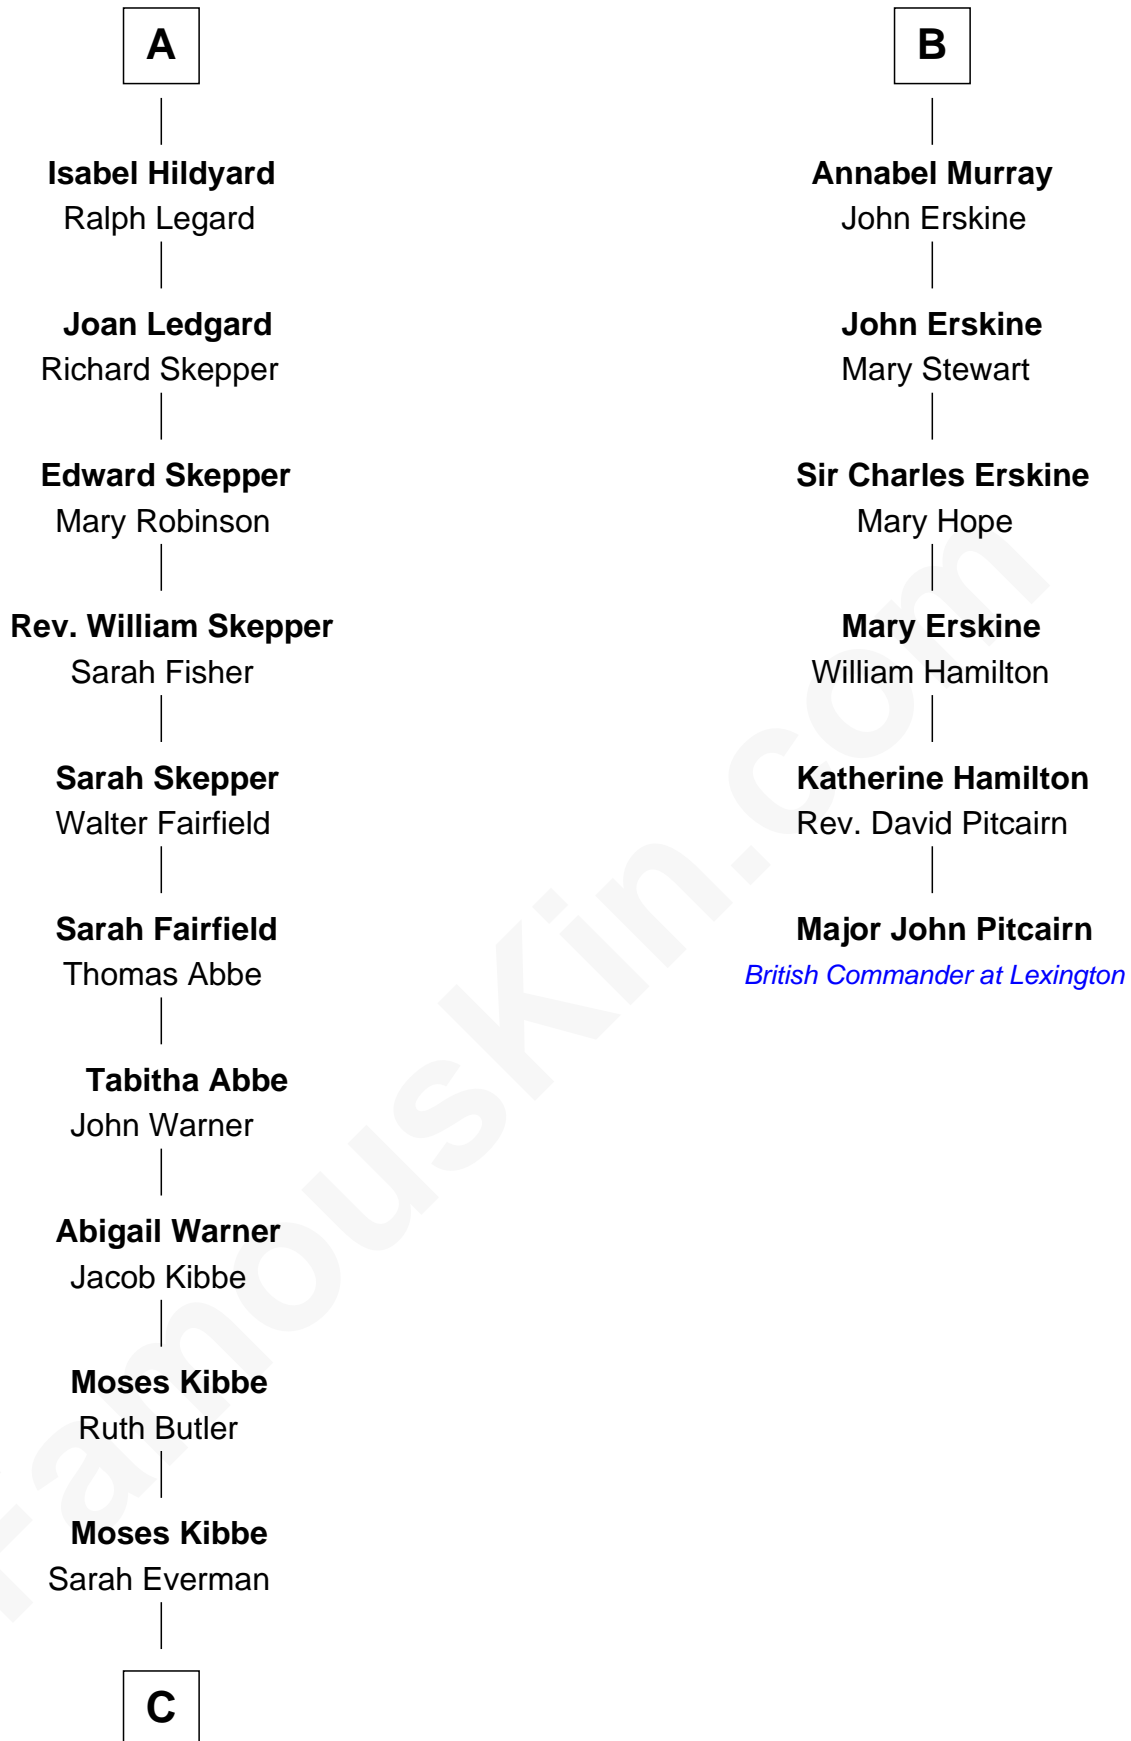 A
Isabel Hildyard
Ralph Legard
Joan Ledgard
Richard Skepper
Edward Skepper
Mary Robinson
Rev. William Skepper
Sarah Fisher
Sarah Skepper
Walter Fairfield
Sarah Fairfield
Thomas Abbe
Tabitha Abbe
John Warner
Abigail Warner
Jacob Kibbe
Moses Kibbe
Ruth Butler
Moses Kibbe
Sarah Everman
C
B
Annabel Murray
John Erskine
John Erskine
Mary Stewart
Sir Charles Erskine
Mary Hope
Mary Erskine
William Hamilton
Katherine Hamilton
Rev. David Pitcairn
Major John Pitcairn
British Commander at Lexington
FamousKin.com